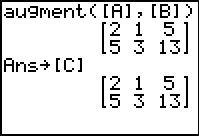 augment([A],[B])
[2 1 5]
[5 3 13]
Ans→[C]
[2 1 5]
[5 3 13]